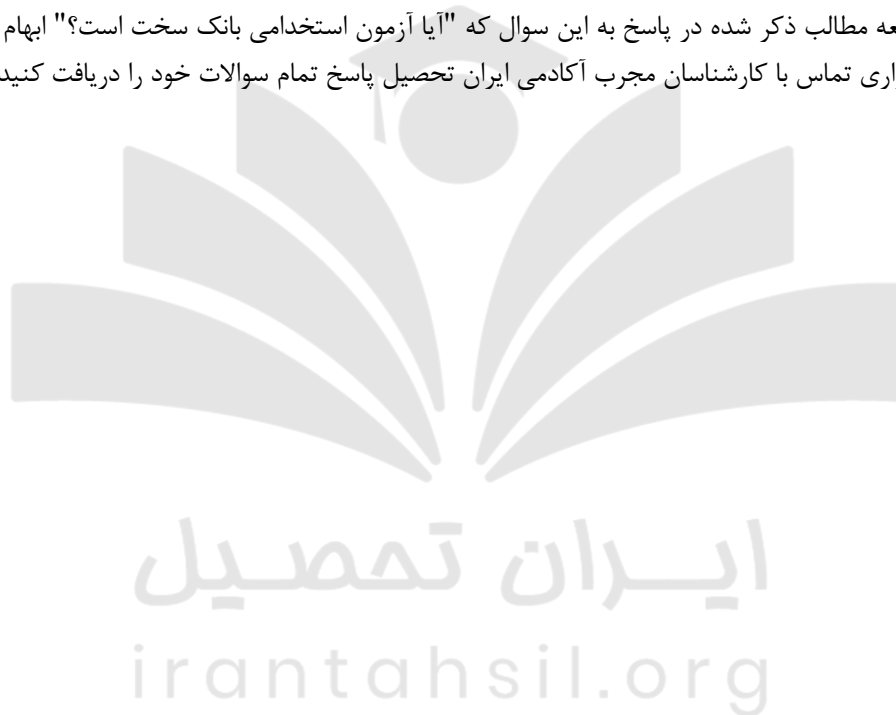 مطالب ذکر شده در پاسخ به این سوال که "آیا آزمون استخدامی بانک سخت است؟" ابهام
تماس با کارشناسان مجرب آکادمی ایران تحصیل پاسخ تمام سوالات خود را دریافت کنید
ایران تحصیل
irantahsil.org